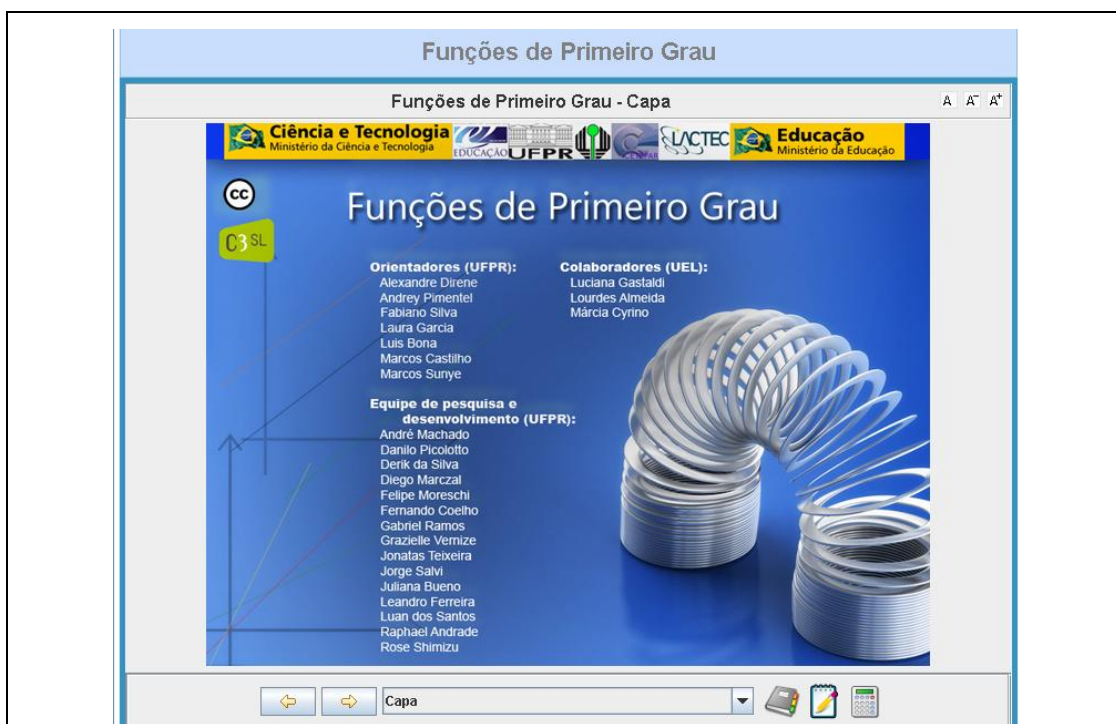 Funções de Primeiro Grau
Funções de Primeiro Grau - Capa
A A- A+
Ciência e Tecnologia
Ministério da Ciência e Tecnologia
EDUCAÇÃO
UFPR
LACTEC
Educação
Ministério da Educação
cc
C3SL
Funções de Primeiro Grau
Orientadores (UFPR):
Alexandre Direne
Andrey Pimentel
Fabiano Silva
Laura Garcia
Luis Bona
Marcos Castilho
Marcos Sunye
Colaboradores (UEL):
Luciana Gastaldi
Lourdes Almeida
Márcia Cyrino
Equipe de pesquisa e
desenvolvimento (UFPR):
André Machado
Danilo Picolotto
Derik da Silva
Diego Marczal
Felipe Moreschi
Fernando Coelho
Gabriel Ramos
Grazielle Vernize
Jonatas Teixeira
Jorge Salvi
Juliana Bueno
Leandro Ferreira
Luan dos Santos
Raphael Andrade
Rose Shimizu
Capa